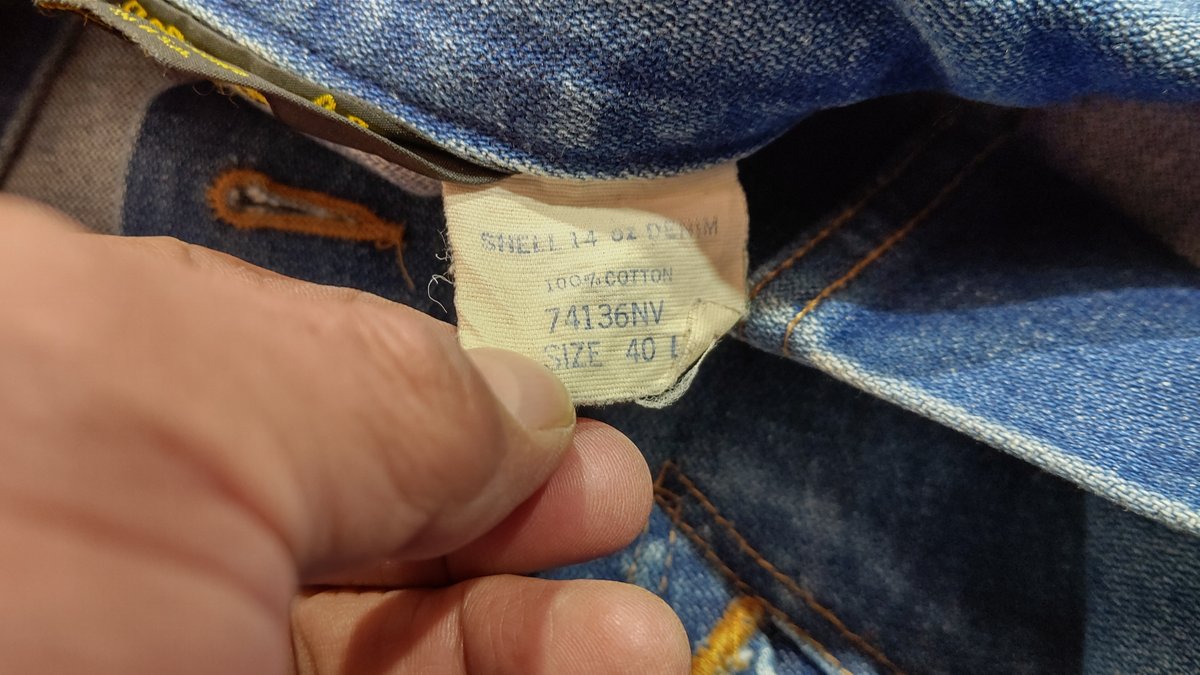 SHELL 14 oz DENIM
100% COTTON
74136NV
SIZE 40 L